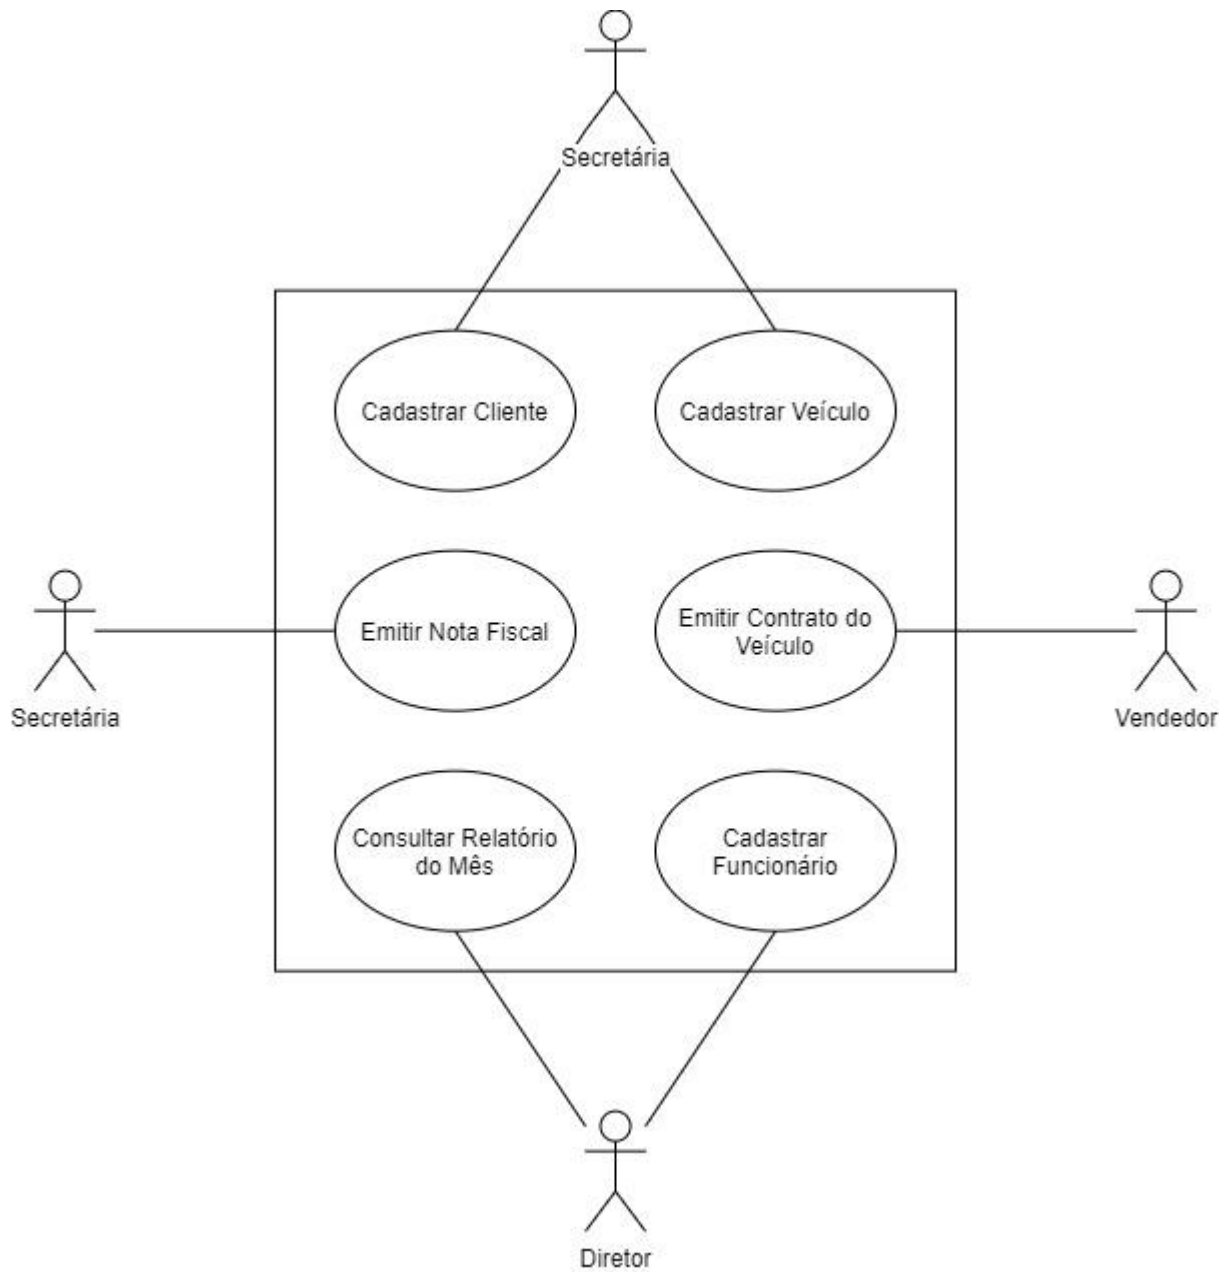 Secretária
Cadastrar Cliente
Cadastrar Veículo
Emitir Nota Fiscal
Emitir Contrato do
Veículo
Secretária
Vendedor
Consultar Relatório
do Mês
Cadastrar
Funcionário
Diretor